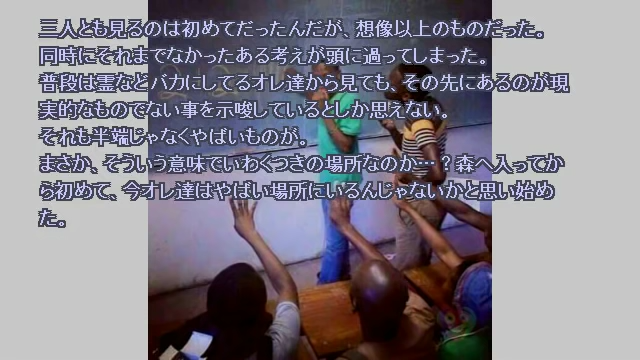 三人とも見るのは初めてだったんだが、想像以上のものだった。
同時にそれまでなかったある考えが頭に過ってしまった。
普段は霊などバカにしてるオレ達から見ても、その先にあるのが現
実的なものでない事を示唆しているとしか思えない。
それも半端じゃなくやばいものが。
まさか、そういう意味でいわくつきの場所なのか…？森へ入ってか
ら初めて、今オレ達はやばい場所にいるんじゃないかと思い始め
た。